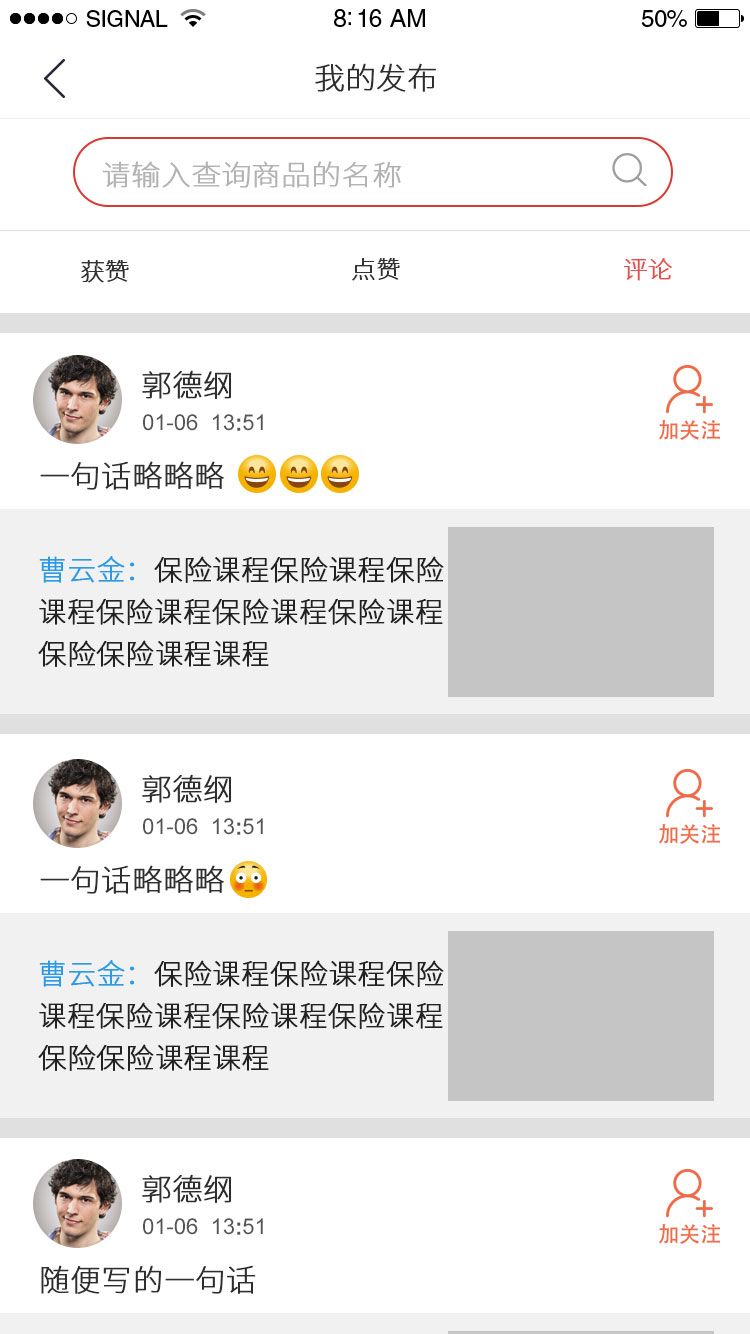 SIGNAL 8:16 AM 50%
我的发布
请输入查询商品的名称
获赞 点赞 评论
郭德纲
01-06 13:51
加关注
一句话略略略 😄😄😄
曹云金：保险课程保险课程保险
课程保险课程保险课程保险课程
保险保险课程课程
郭德纲
01-06 13:51
加关注
一句话略略略😳
曹云金：保险课程保险课程保险
课程保险课程保险课程保险课程
保险保险课程课程
郭德纲
01-06 13:51
加关注
随便写的一句话